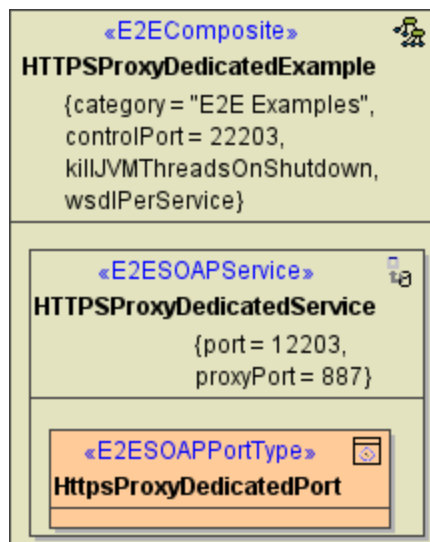 «E2EComposite»
HTTPSProxyDedicatedExample
{category = "E2E Examples",
controlPort = 22203,
killJVMThreadsOnShutdown,
wsdlPerService}
«E2ESOAPService»
HTTPSProxyDedicatedService
{port = 12203,
proxyPort = 887}
«E2ESOAPPortType»
HttpsProxyDedicatedPort